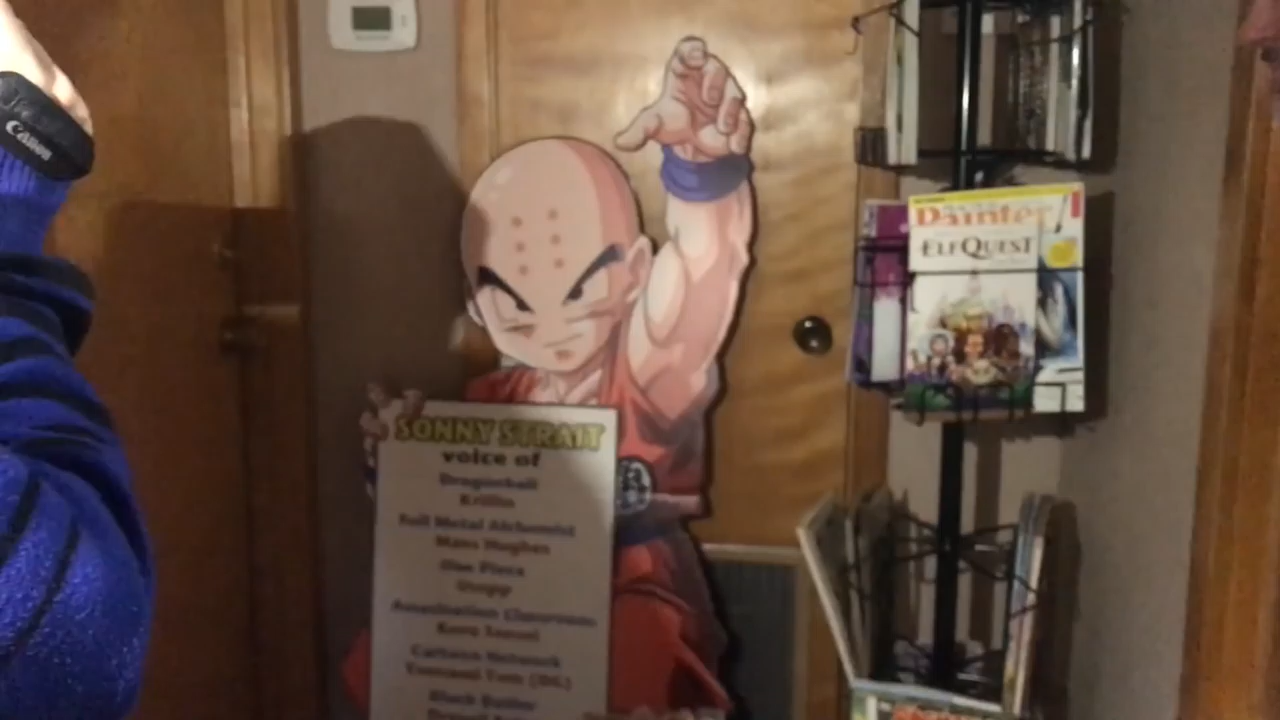 Canon
SONNY STRAIT
voice of
Dragonball
Krillin
Full Metal Alchemist
Maes Hughes
One Piece
Usopp
Assassination Classroom
Koro Sensei
Cartoon Network
Toonami Tom (OG)
Black Butler
Painter
ELFQUEST